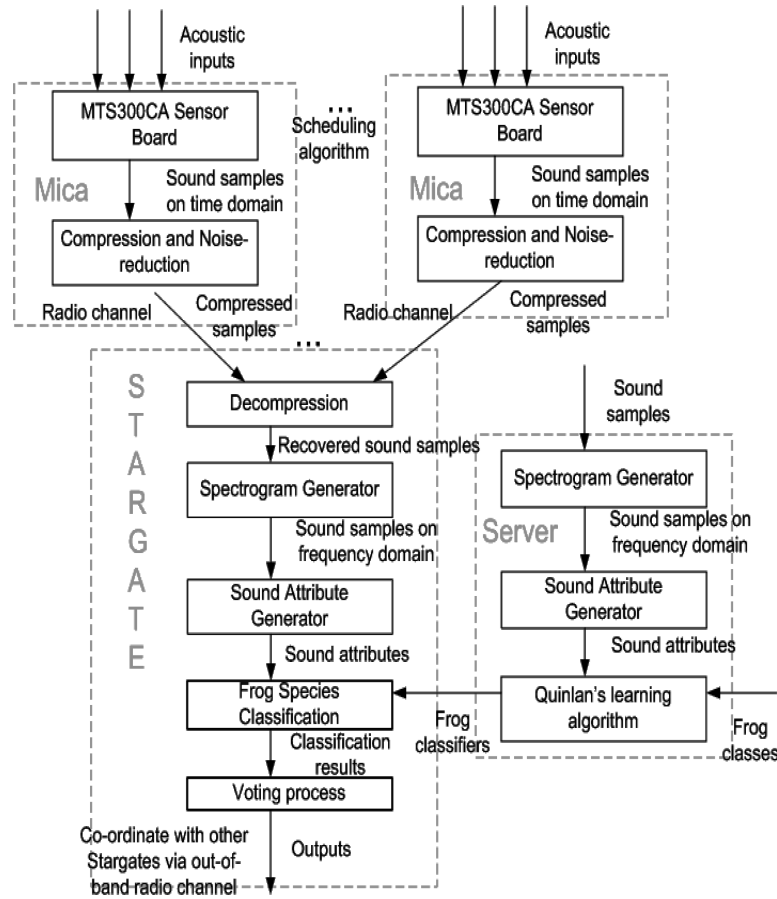 Acoustic
inputs
Acoustic
inputs
MTS300CA Sensor
Board
...
Scheduling
algorithm
MTS300CA Sensor
Board
Mica
Sound samples
on time domain
Mica
Sound samples
on time domain
Compression and Noise-
reduction
Compression and Noise-
reduction
Radio channel
Compressed
samples
Radio channel
Compressed
samples
...
STARGATE
Decompression
Recovered sound samples
Spectrogram Generator
Sound samples on
frequency domain
Sound Attribute
Generator
Sound attributes
Frog Species
Classification
Classification
results
Voting process
Co-ordinate with other
Stargates via out-of-
band radio channel
Outputs
Sound
samples
Spectrogram Generator
Server
Sound samples on
frequency domain
Sound Attribute
Generator
Sound attributes
Quinlan's learning
algorithm
Frog
classifiers
Frog
classes